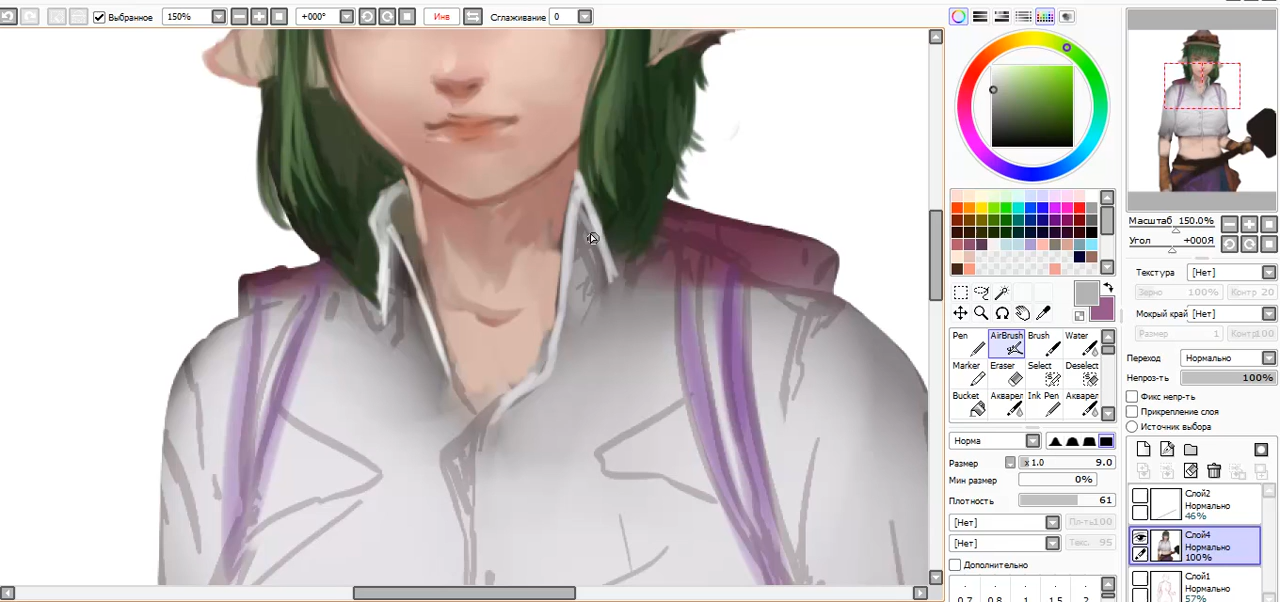 Выбранное 150% +000° Инв Сглаживание 0
Масштаб 150.0%
Угол +000Я
Текстура [Нет]
Зерно 100% Контр 20
Мокрый край [Нет]
Размер 1 Контр 100
Переход Нормально
Непроз-ть 100%
Фикс непр-ть
Прикрепление слоя
Источник выбора
Pen AirBrush Brush Water
Marker Eraser Select Deselect
Bucket Акварел Ink Pen Акварел
Норма
Размер x 1.0 9.0
Мин размер 0%
Плотность 61
[Нет] Пл-ть100
[Нет] Текс. 95
Дополнительно
0.7 0.8 1 1.5 2
Слой2
Нормально
46%
Слой4
Нормально
100%
Слой1
Нормально
57%